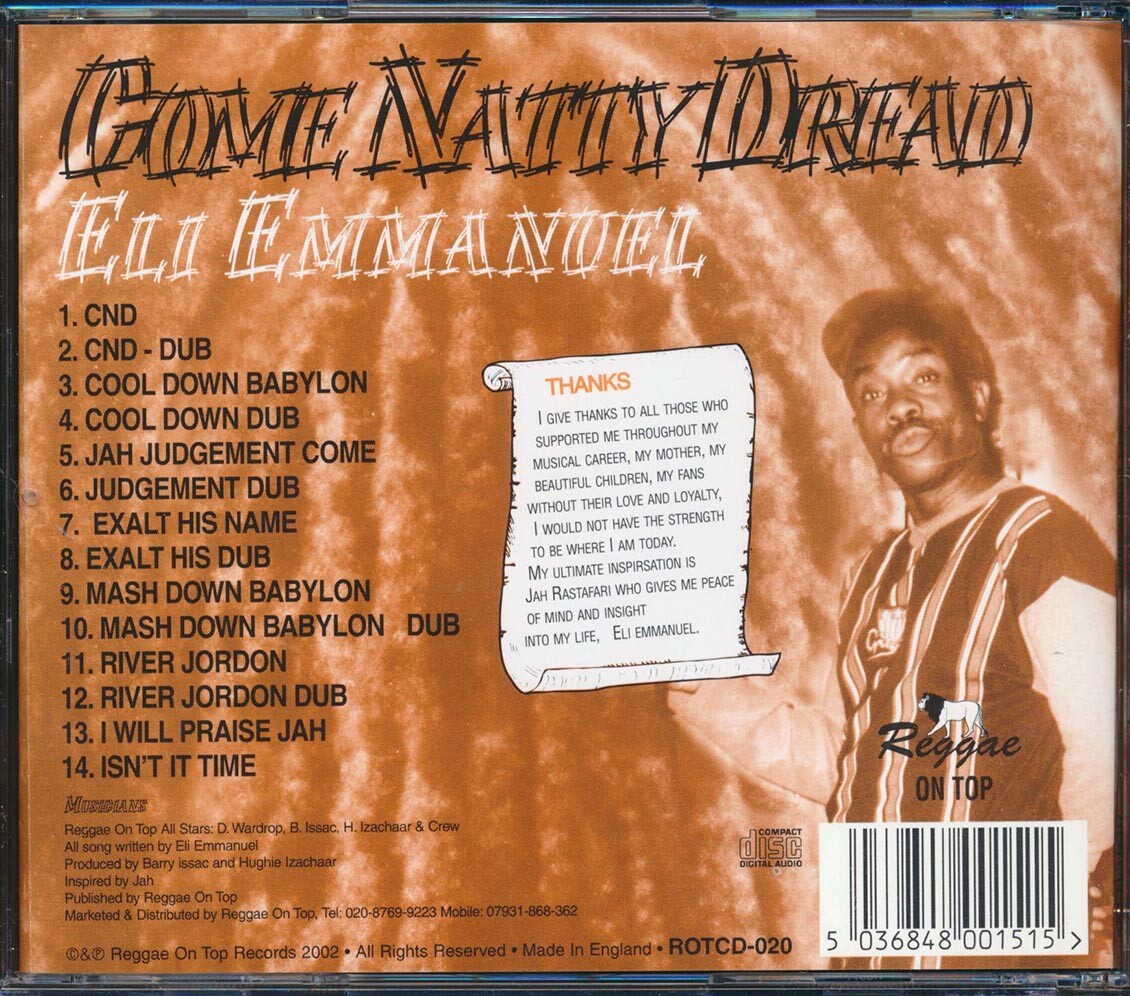 COME NATTY DREAD
ELI EMMANUEL
1. CND
2. CND - DUB
3. COOL DOWN BABYLON
4. COOL DOWN DUB
5. JAH JUDGEMENT COME
6. JUDGEMENT DUB
7. EXALT HIS NAME
8. EXALT HIS DUB
9. MASH DOWN BABYLON
10. MASH DOWN BABYLON DUB
11. RIVER JORDON
12. RIVER JORDON DUB
13. I WILL PRAISE JAH
14. ISN'T IT TIME
THANKS
I GIVE THANKS TO ALL THOSE WHO
SUPPORTED ME THROUGHOUT MY
MUSICAL CAREER, MY MOTHER, MY
BEAUTIFUL CHILDREN, MY FANS
WITHOUT THEIR LOVE AND LOYALTY,
I WOULD NOT HAVE THE STRENGTH
TO BE WHERE I AM TODAY.
MY ULTIMATE INSPIRSATION IS
JAH RASTAFARI WHO GIVES ME PEACE
OF MIND AND INSIGHT
INTO MY LIFE, ELI EMMANUEL.
Reggae
ON TOP
MUSICIANS
Reggae On Top All Stars: D. Wardrop, B. Issac, H. Izachaar & Crew
All song written by Eli Emmanuel
Produced by Barry issac and Hughie Izachaar
Inspired by Jah
Published by Reggae On Top
Marketed & Distributed by Reggae On Top, Tel: 020-8769-9223 Mobile: 07931-868-362
COMPACT
disc
DIGITAL AUDIO
©&℗ Reggae On Top Records 2002 • All Rights Reserved • Made In England • ROTCD-020
5 036848 001515 >